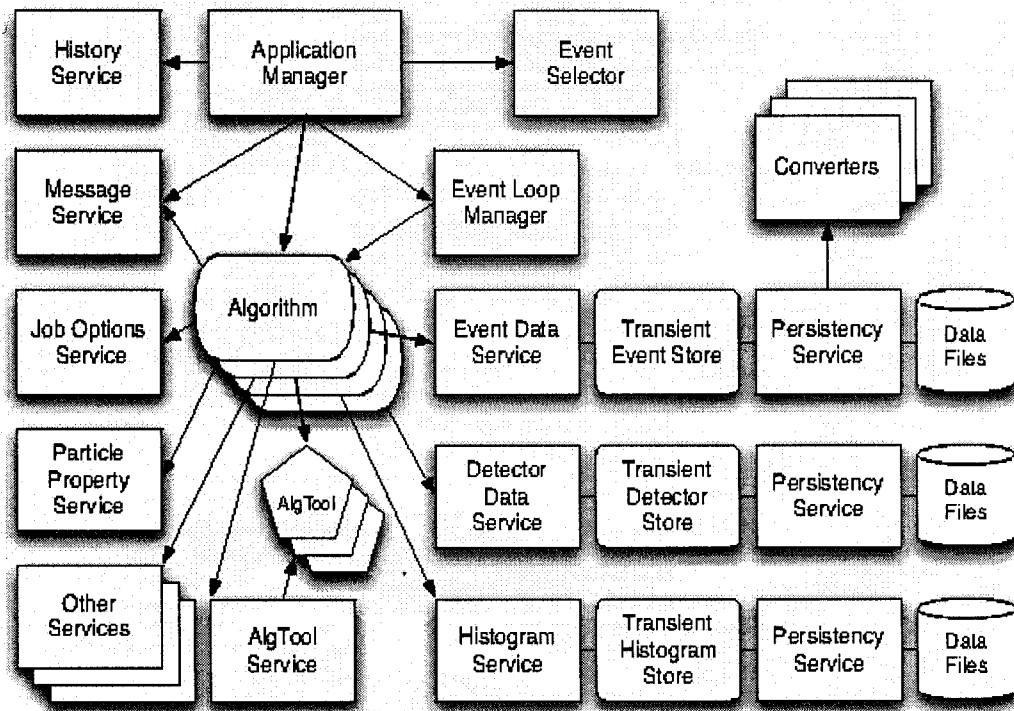 History
Service
Application
Manager
Event
Selector
Converters
Message
Service
Event Loop
Manager
Algorithm
Job Options
Service
Event Data
Service
Transient
Event Store
Persistency
Service
Data
Files
Particle
Property
Service
AlgTool
Detector
Data
Service
Transient
Detector
Store
Persistency
Service
Data
Files
Other
Services
AlgTool
Service
Histogram
Service
Transient
Histogram
Store
Persistency
Service
Data
Files